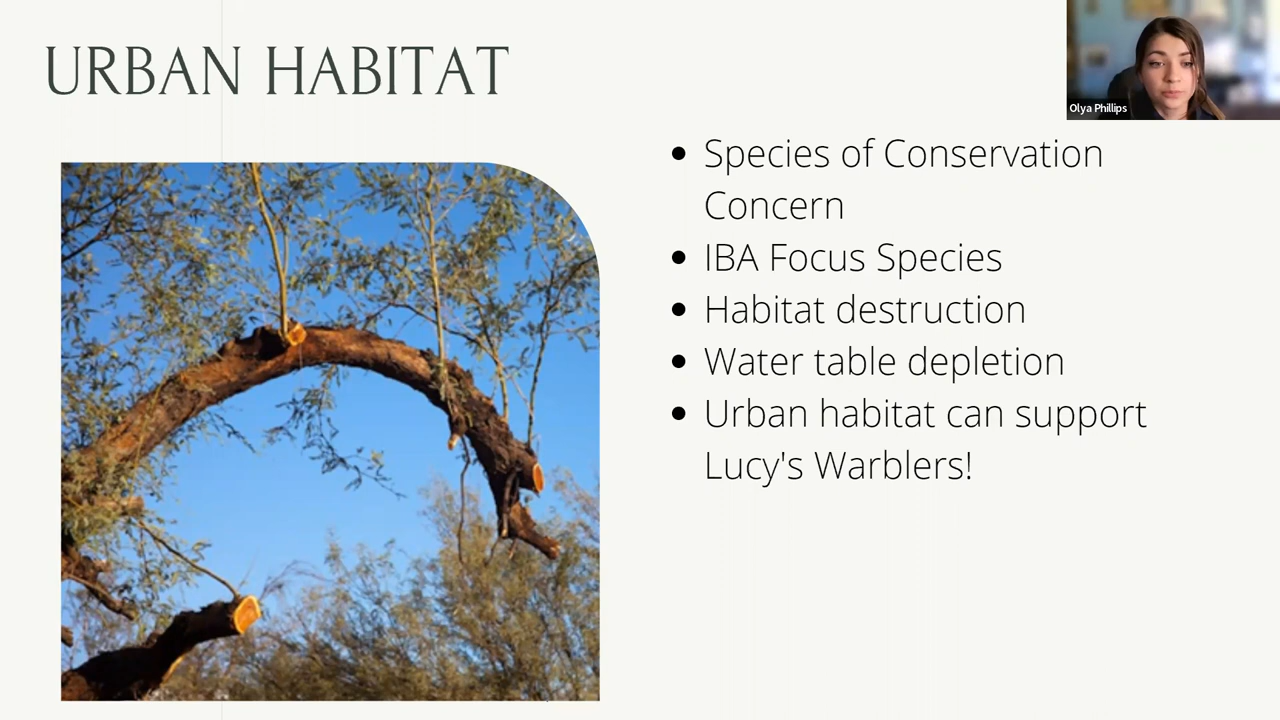 URBAN HABITAT
Olya Phillips
Species of Conservation
Concern
IBA Focus Species
Habitat destruction
Water table depletion
Urban habitat can support
Lucy's Warblers!